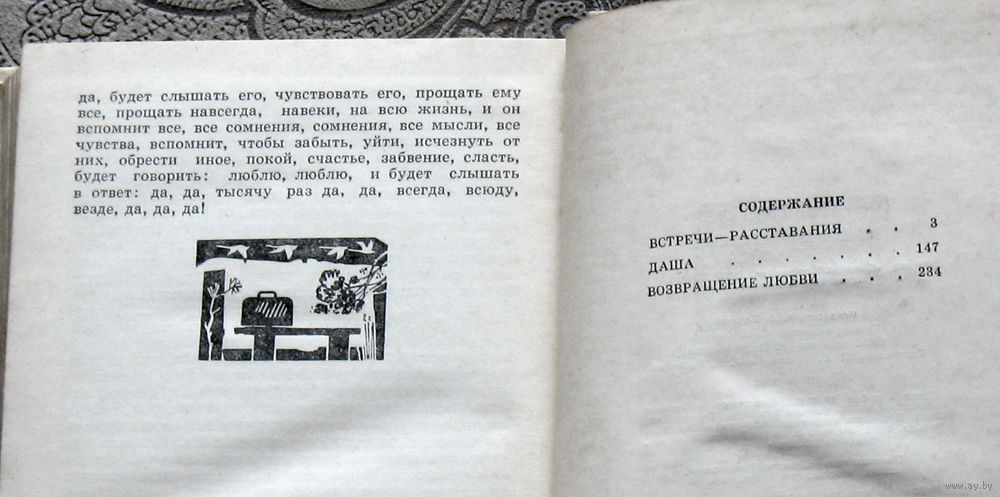 да, будет слышать его, чувствовать его, прощать ему
все, прощать навсегда, навеки, на всю жизнь, и он
вспомнит все, все сомнения, сомнения, все мысли, все
чувства, вспомнит, чтобы забыть, уйти, исчезнуть от
них, обрести иное, покой, счастье, забвение, сласть,
будет говорить: люблю, люблю, и будет слышать
в ответ: да, да, тысячу раз да, да, всегда, всюду,
везде, да, да, да!
СОДЕРЖАНИЕ
ВСТРЕЧИ—РАССТАВАНИЯ . . 3
ДАША . . . . . . . 147
ВОЗВРАЩЕНИЕ ЛЮБВИ . . . 234
www.ay.by